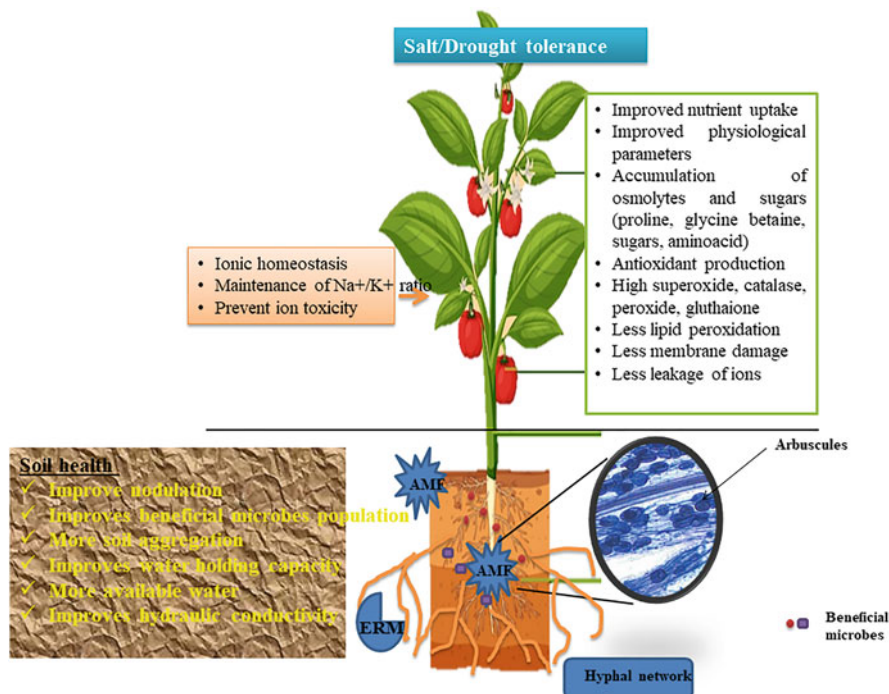 Salt/Drought tolerance
• Improved nutrient uptake
• Improved physiological
parameters
• Accumulation of
osmolytes and sugars
(proline, glycine betaine,
sugars, aminoacid)
• Antioxidant production
• High superoxide, catalase,
peroxide, gluthaione
• Less lipid peroxidation
• Less membrane damage
• Less leakage of ions
• Ionic homeostasis
• Maintenance of Na+/K+ ratio
• Prevent ion toxicity
Soil health
✓ Improve nodulation
✓ Improves beneficial microbes population
✓ More soil aggregation
✓ Improves water holding capacity
✓ More available water
✓ Improves hydraulic conductivity
AMF
AMF
ERM
Arbuscules
Beneficial
microbes
Hyphal network